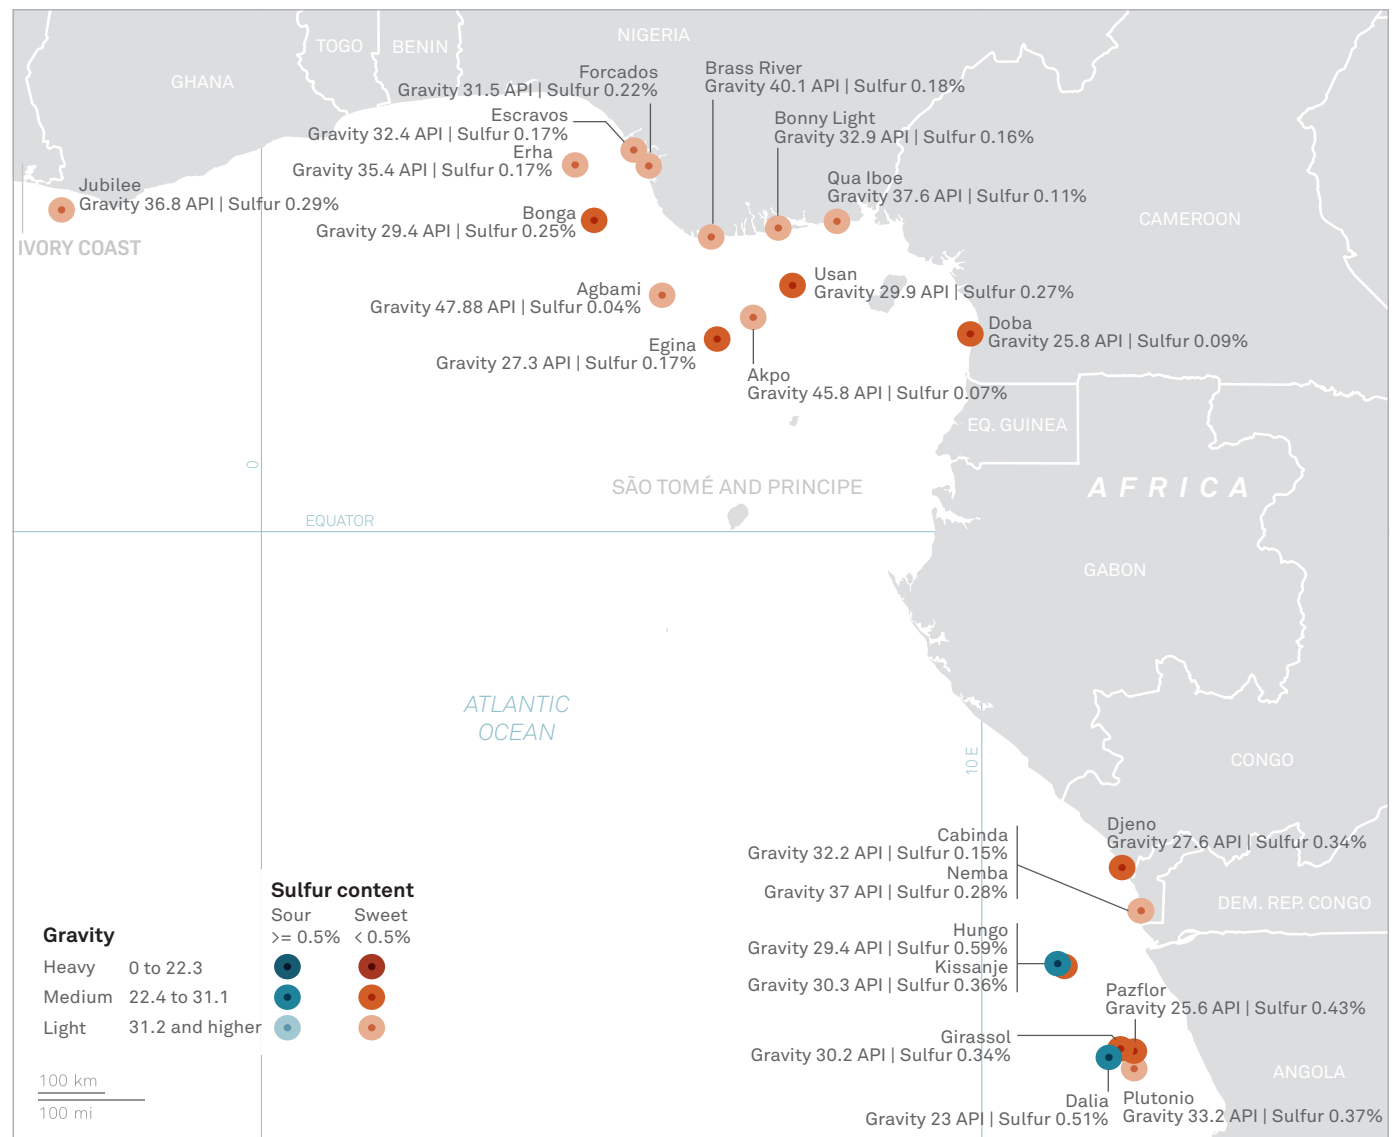 NIGERIA
TOGO
BENIN
GHANA
Forcados
Gravity 31.5 API | Sulfur 0.22%
Brass River
Gravity 40.1 API | Sulfur 0.18%
Escravos
Gravity 32.4 API | Sulfur 0.17%
Bonny Light
Gravity 32.9 API | Sulfur 0.16%
Erha
Gravity 35.4 API | Sulfur 0.17%
Qua Iboe
Gravity 37.6 API | Sulfur 0.11%
Jubilee
Gravity 36.8 API | Sulfur 0.29%
IVORY COAST
Bonga
Gravity 29.4 API | Sulfur 0.25%
CAMEROON
Usan
Gravity 29.9 API | Sulfur 0.27%
Agbami
Gravity 47.88 API | Sulfur 0.04%
Doba
Gravity 25.8 API | Sulfur 0.09%
Egina
Gravity 27.3 API | Sulfur 0.17%
Akpo
Gravity 45.8 API | Sulfur 0.07%
EQ. GUINEA
0
SÃO TOMÉ AND PRINCIPE
AFRICA
EQUATOR
GABON
ATLANTIC
OCEAN
10 E
CONGO
Cabinda
Gravity 32.2 API | Sulfur 0.15%
Nemba
Gravity 37 API | Sulfur 0.28%
Djeno
Gravity 27.6 API | Sulfur 0.34%
DEM. REP. CONGO
Hungo
Gravity 29.4 API | Sulfur 0.59%
Kissanje
Gravity 30.3 API | Sulfur 0.36%
Pazflor
Gravity 25.6 API | Sulfur 0.43%
Girassol
Gravity 30.2 API | Sulfur 0.34%
ANGOLA
Dalia
Gravity 23 API | Sulfur 0.51%
Plutonio
Gravity 33.2 API | Sulfur 0.37%
Sulfur content
Sour Sweet
>= 0.5% < 0.5%
Gravity
Heavy 0 to 22.3
Medium 22.4 to 31.1
Light 31.2 and higher
100 km
100 mi